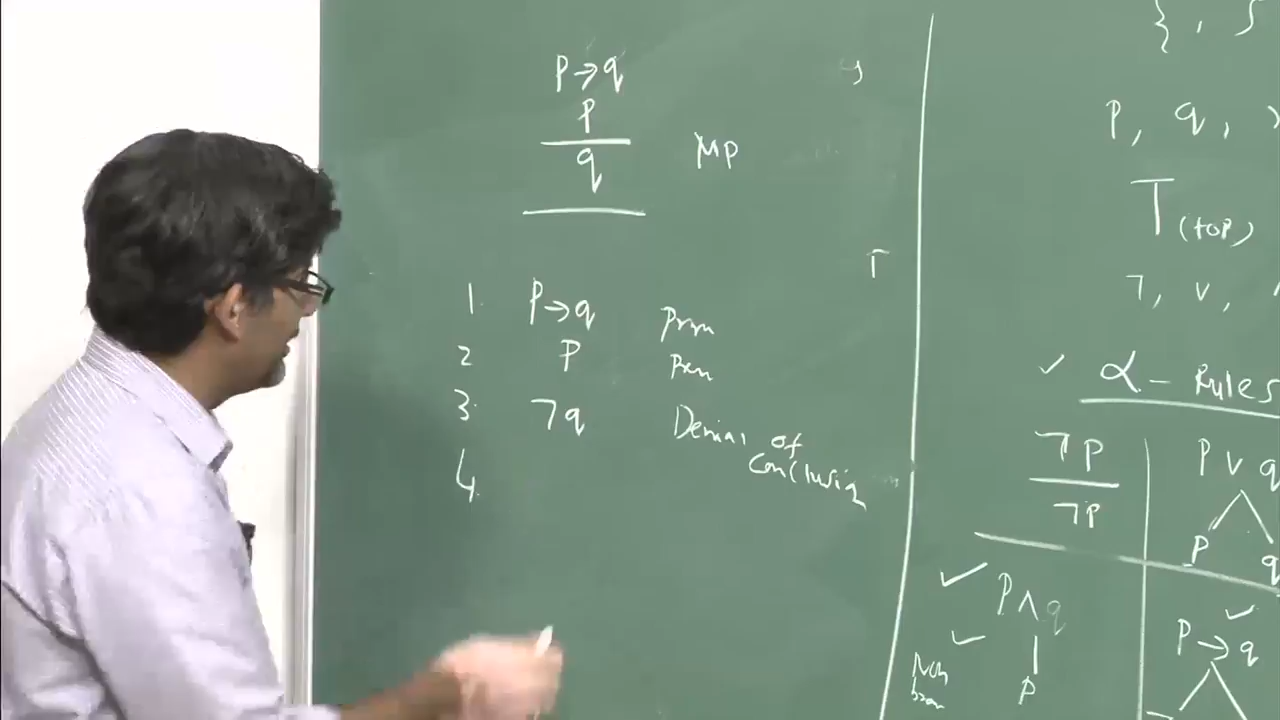 P→q
P
q MP
1. P→q Prem
2 P Prem
3. ¬q Denial of
Conclusion
4.
}, {
P, q,
T (top)
¬, ∨, ∧
✓ α - Rules
¬P
¬P
P ∨ q
P q
✓ P ∧ q
✓ P
P → q ✓
¬